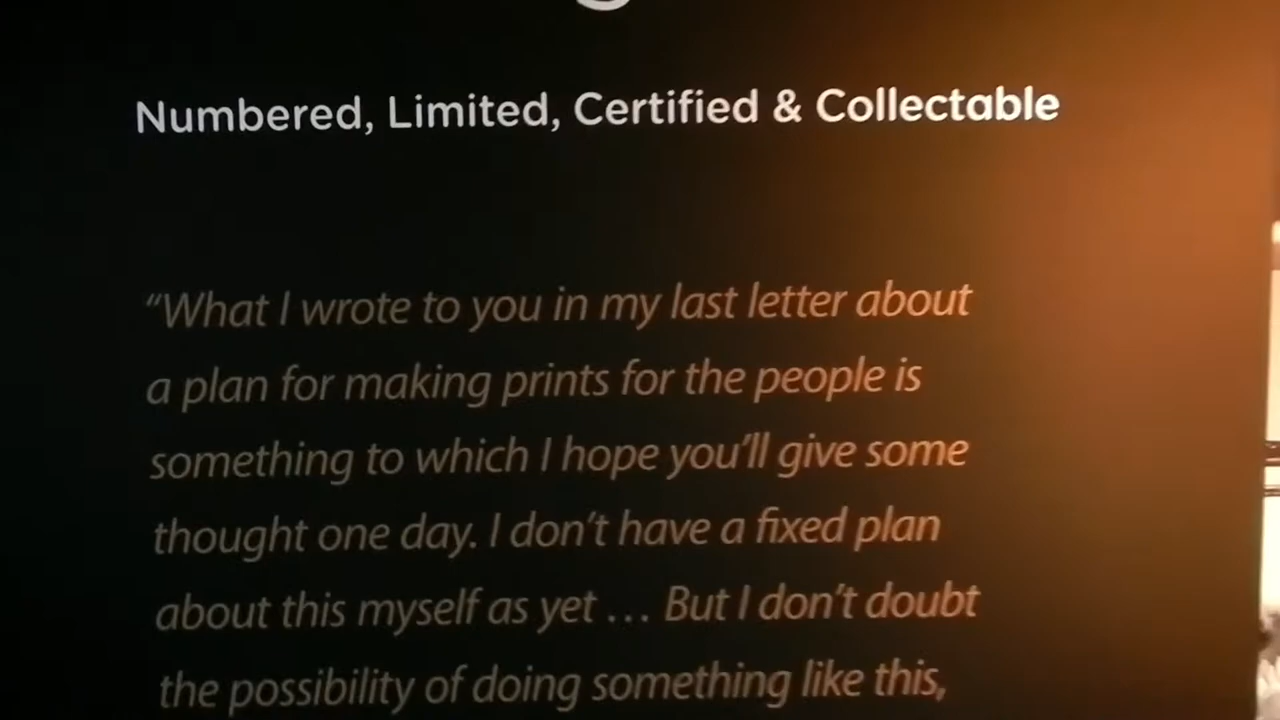 Numbered, Limited, Certified & Collectable
“What I wrote to you in my last letter about
a plan for making prints for the people is
something to which I hope you’ll give some
thought one day. I don’t have a fixed plan
about this myself as yet … But I don’t doubt
the possibility of doing something like this,